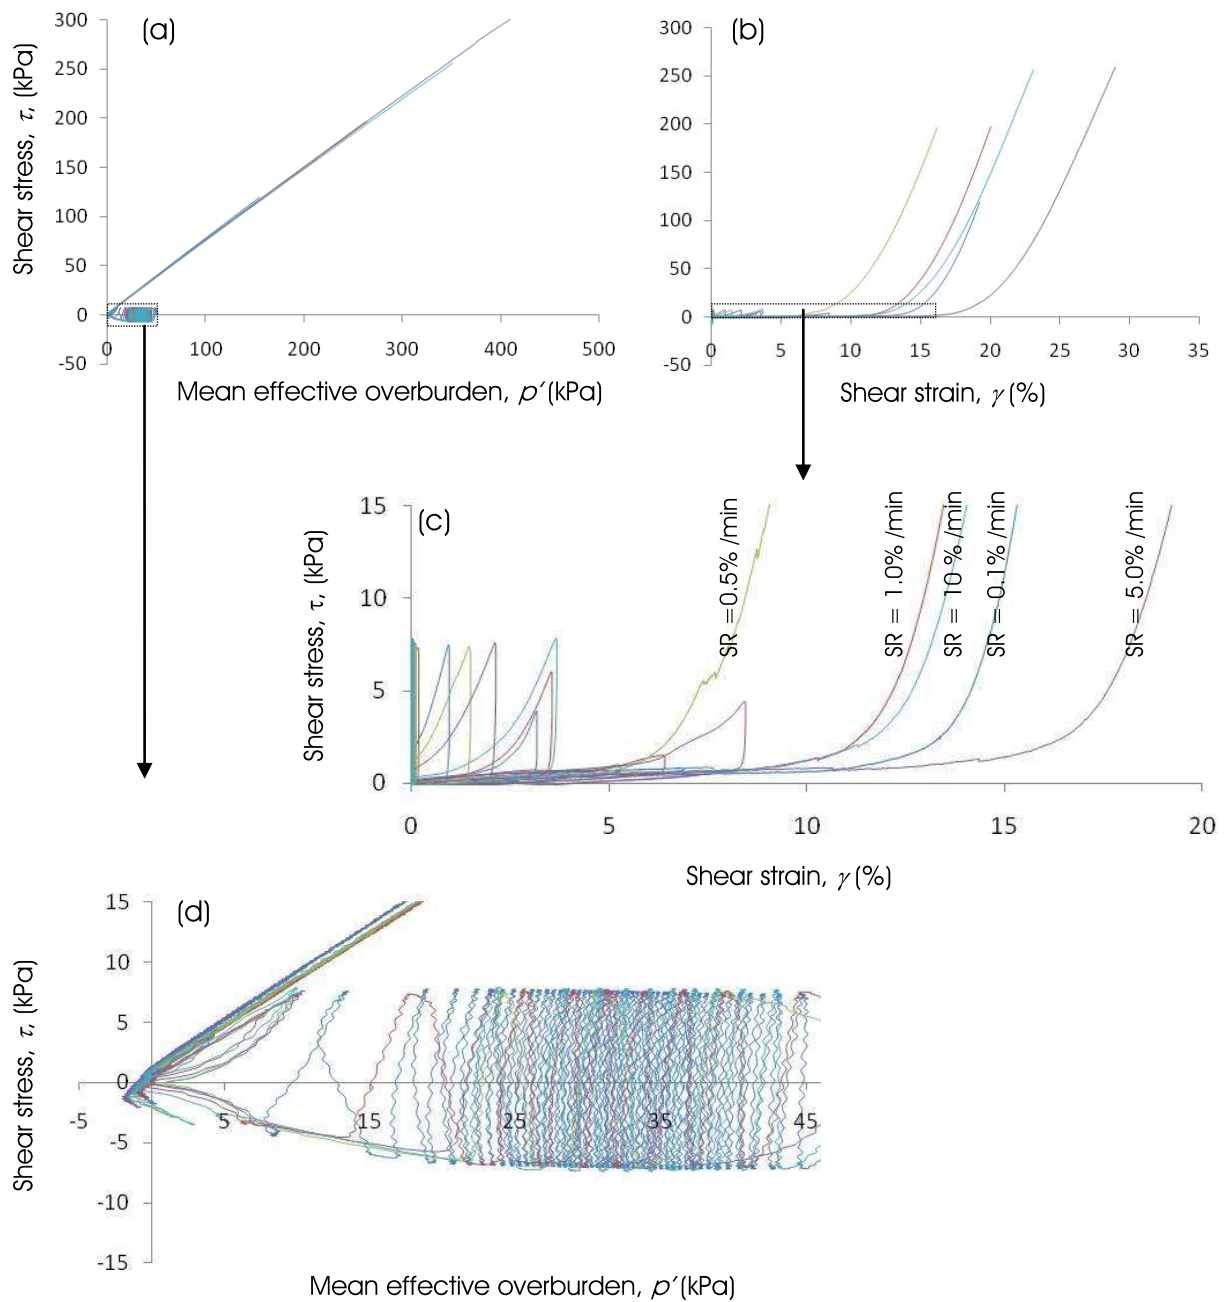 (a)
300
250
200
150
100
50
0
-50
0 100 200 300 400 500
Shear stress, τ, (kPa)
Mean effective overburden, p′ (kPa)
(b)
300
250
200
150
100
50
0
-50
0 5 10 15 20 25 30 35
Shear strain, γ (%)
(c)
15
10
5
0
0 5 10 15 20
Shear stress, τ, (kPa)
SR =0.5% /min
SR = 1.0% /min
SR = 10 % /min
SR = 0.1% /min
SR = 5.0% /min
Shear strain, γ (%)
(d)
15
10
5
0
-5
-10
-15
-5 5 15 25 35 45
Shear stress, τ, (kPa)
Mean effective overburden, p′ (kPa)